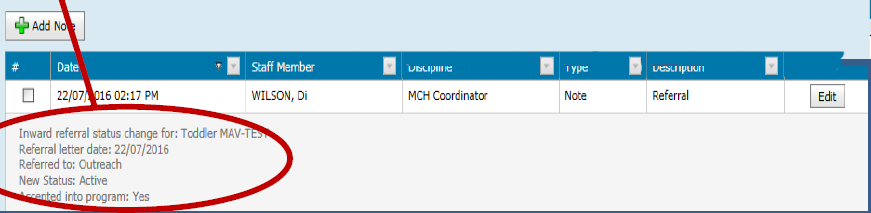 Add Note
# Date Staff Member Discipline Type Description
22/07/2016 02:17 PM WILSON, Di MCH Coordinator Note Referral Edit
Inward referral status change for: Toddler MAV-TEST
Referral letter date: 22/07/2016
Referred to: Outreach
New Status: Active
Accepted into program: Yes